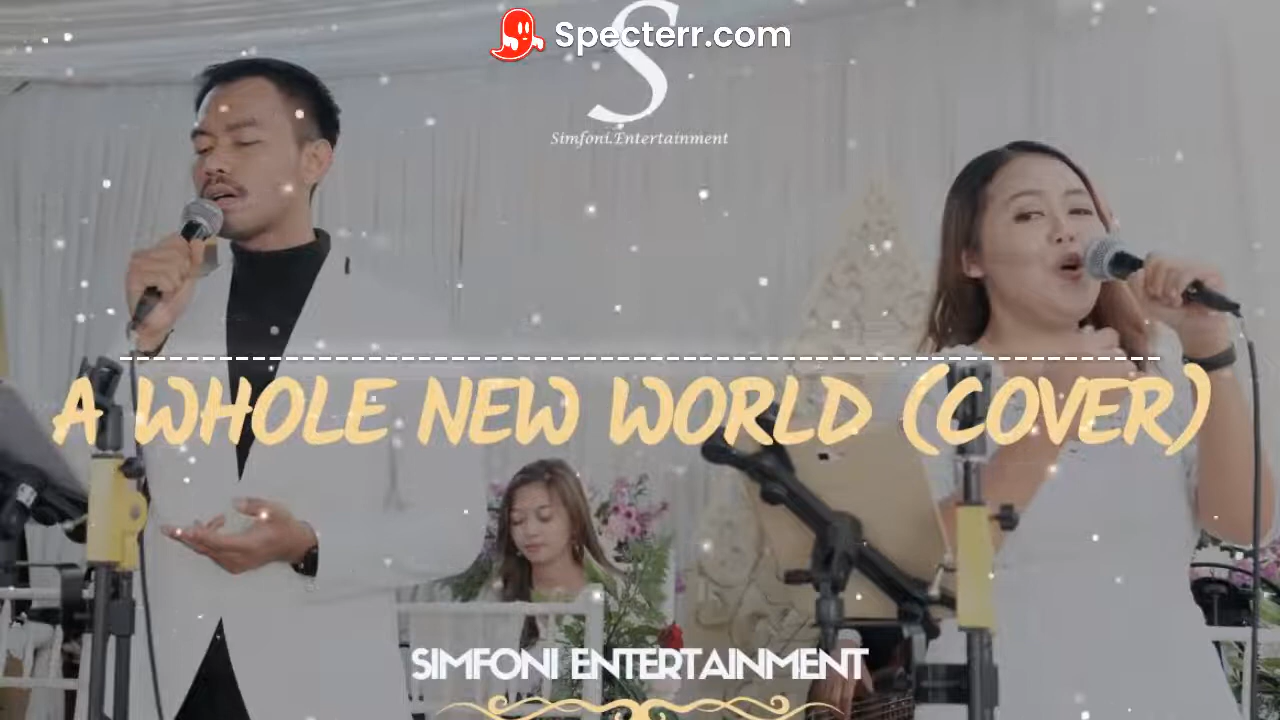 Specterr.com
S
Simfoni.Entertainment
A WHOLE NEW WORLD (COVER)
SIMFONI ENTERTAINMENT